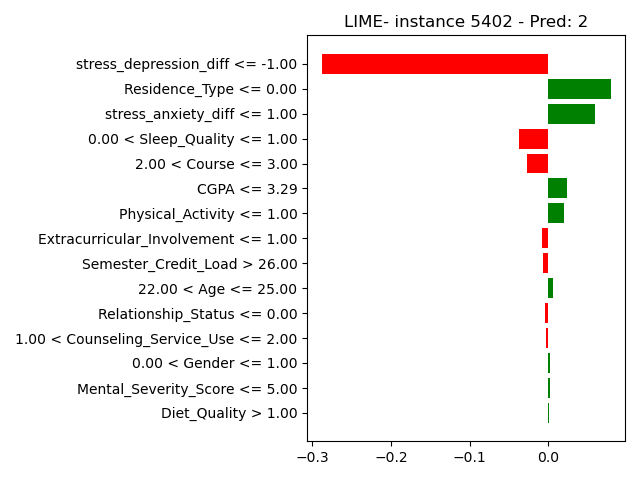 LIME- instance 5402 - Pred: 2
stress_depression_diff <= -1.00
Residence_Type <= 0.00
stress_anxiety_diff <= 1.00
0.00 < Sleep_Quality <= 1.00
2.00 < Course <= 3.00
CGPA <= 3.29
Physical_Activity <= 1.00
Extracurricular_Involvement <= 1.00
Semester_Credit_Load > 26.00
22.00 < Age <= 25.00
Relationship_Status <= 0.00
1.00 < Counseling_Service_Use <= 2.00
0.00 < Gender <= 1.00
Mental_Severity_Score <= 5.00
Diet_Quality > 1.00
−0.3 −0.2 −0.1 0.0